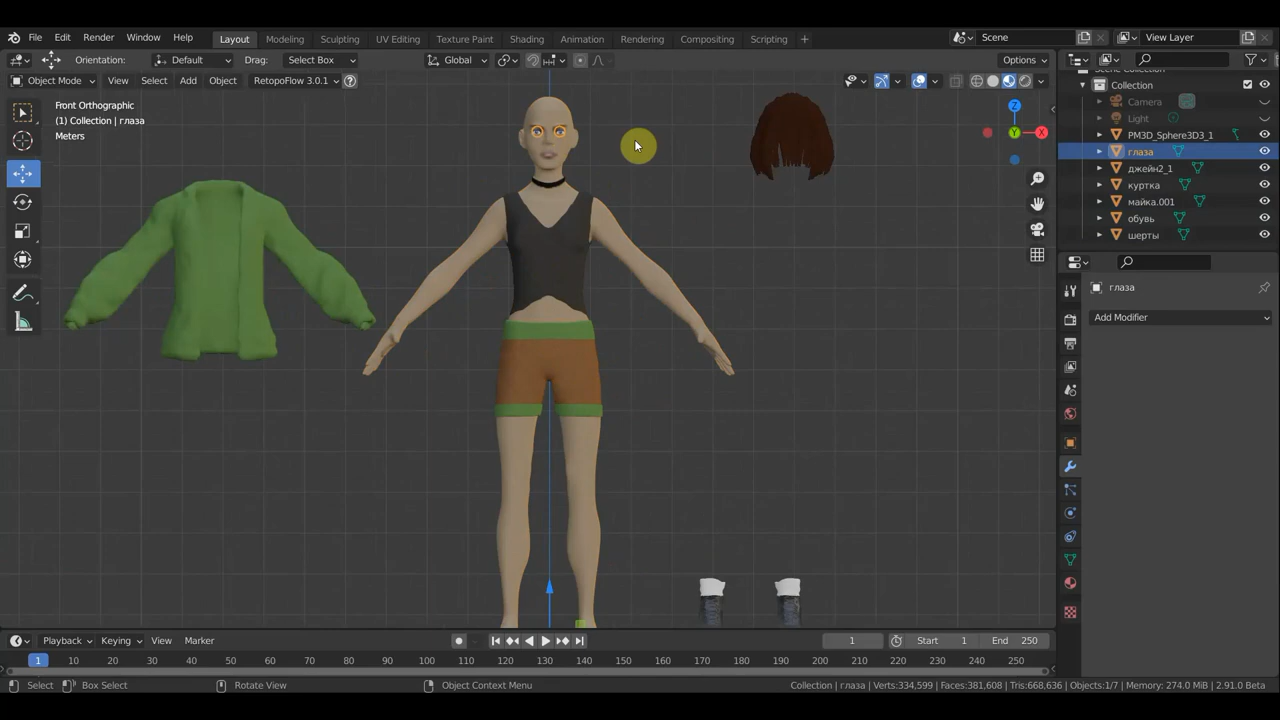 File Edit Render Window Help Layout Modeling Sculpting UV Editing Texture Paint Shading Animation Rendering Compositing Scripting + Scene View Layer
Orientation: Default Drag: Select Box Global Options
Object Mode View Select Add Object RetopoFlow 3.0.1
Front Orthographic
(1) Collection | глаза
Meters
Z
X
Y
Collection
Camera
Light
PM3D_Sphere3D3_1
глаза
джейн2_1
куртка
майка.001
обувь
шерты
глаза
Add Modifier
Playback Keying View Marker 1 Start 1 End 250
1 10 20 30 40 50 60 70 80 90 100 110 120 130 140 150 160 170 180 190 200 210 220 230 240 250
Select Box Select Rotate View Object Context Menu Collection | глаза | Verts:334,599 | Faces:381,608 | Tris:668,636 | Objects:1/7 | Memory: 274.0 MiB | 2.91.0 Beta